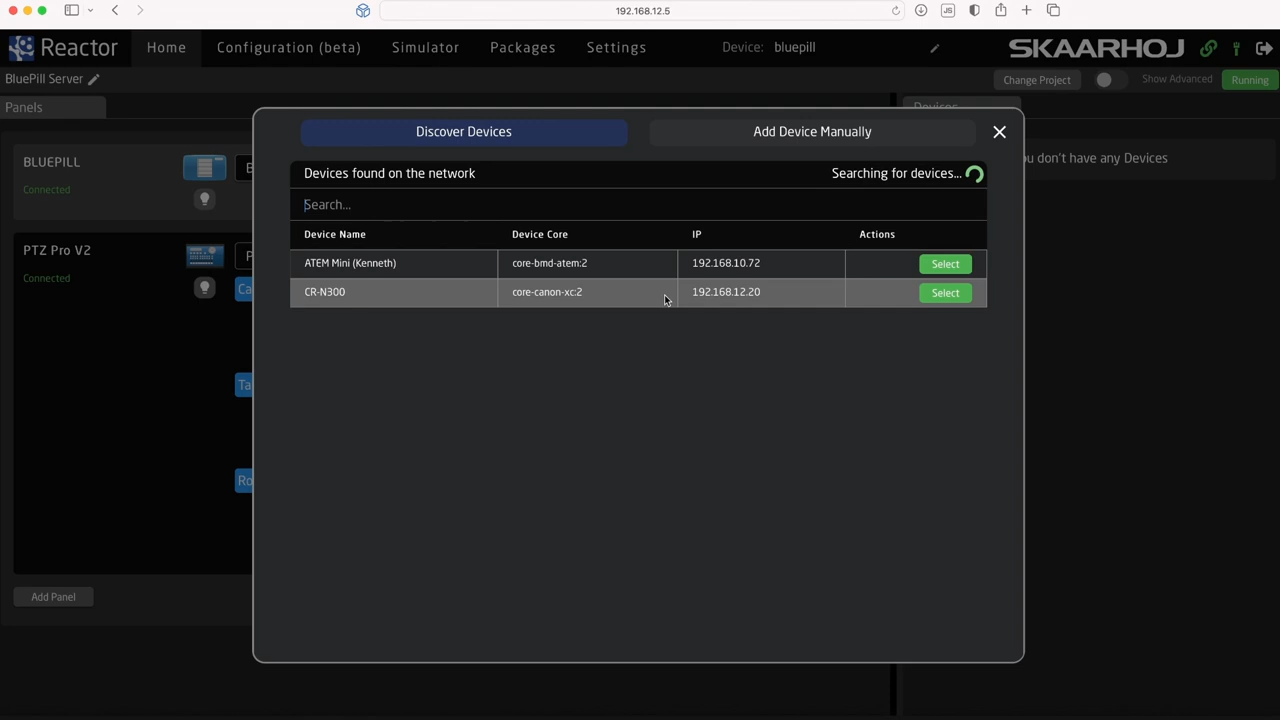 192.168.12.5
JS
Reactor
Home
Configuration (beta)
Simulator
Packages
Settings
Device: bluepill
SKAARHOJ
BluePill Server
Change Project
Show Advanced
Running
Panels
BLUEPILL
Connected
PTZ Pro V2
Connected
Add Panel
Discover Devices
Add Device Manually
Devices found on the network
Searching for devices...
Search...
Device Name
Device Core
IP
Actions
ATEM Mini (Kenneth)
core-bmd-atem:2
192.168.10.72
Select
CR-N300
core-canon-xc:2
192.168.12.20
Select
don't have any Devices